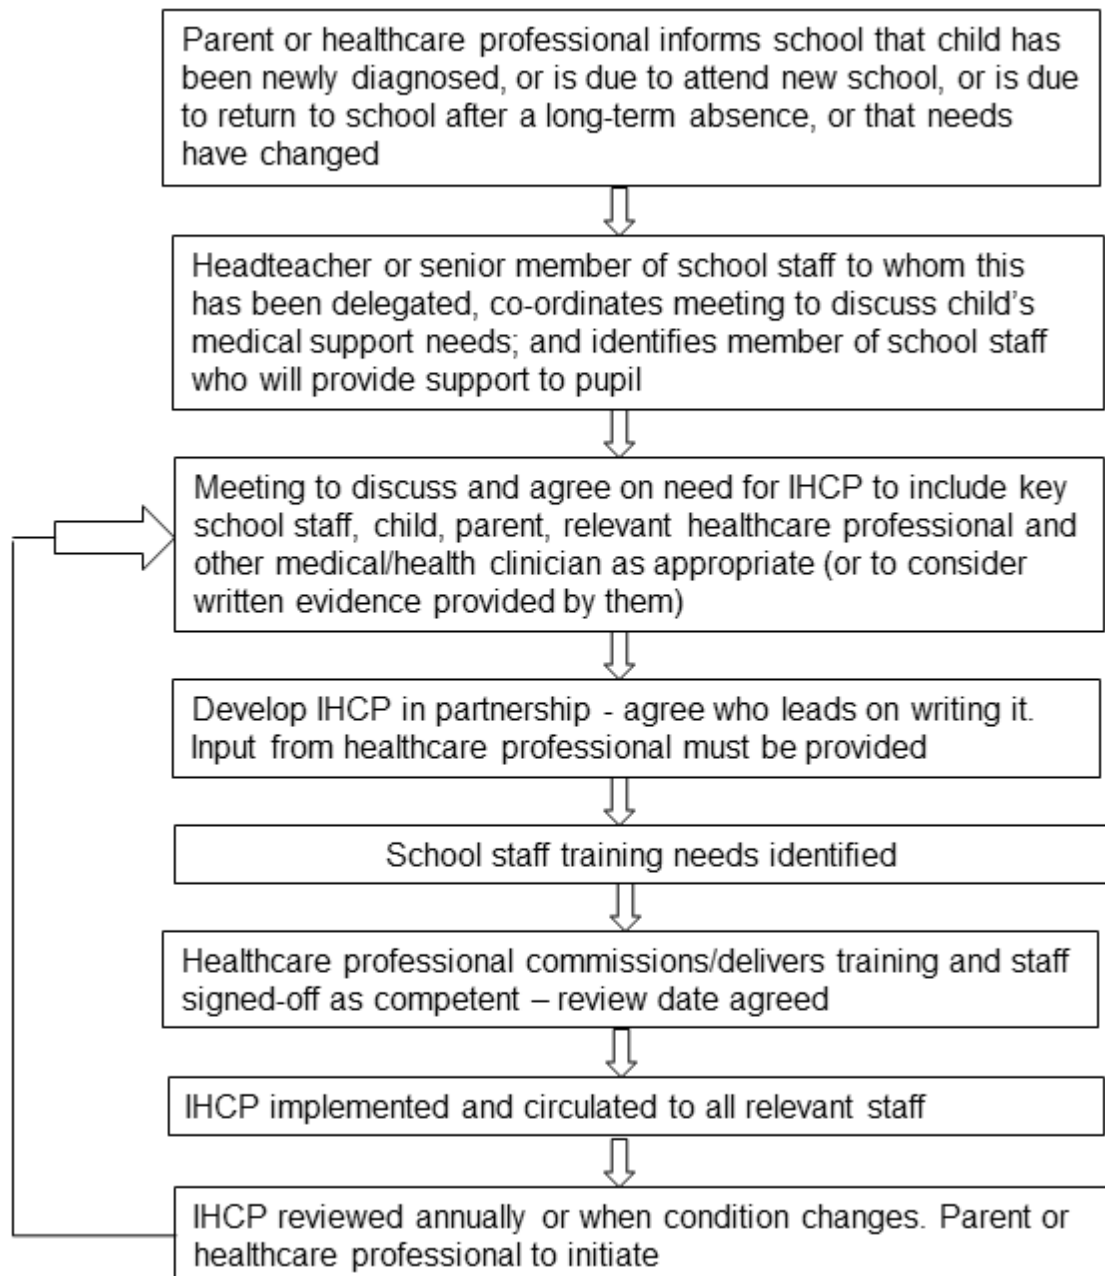 Parent or healthcare professional informs school that child has
been newly diagnosed, or is due to attend new school, or is due
to return to school after a long-term absence, or that needs
have changed
Headteacher or senior member of school staff to whom this
has been delegated, co-ordinates meeting to discuss child's
medical support needs; and identifies member of school staff
who will provide support to pupil
Meeting to discuss and agree on need for IHCP to include key
school staff, child, parent, relevant healthcare professional and
other medical/health clinician as appropriate (or to consider
written evidence provided by them)
Develop IHCP in partnership - agree who leads on writing it.
Input from healthcare professional must be provided
School staff training needs identified
Healthcare professional commissions/delivers training and staff
signed-off as competent – review date agreed
IHCP implemented and circulated to all relevant staff
IHCP reviewed annually or when condition changes. Parent or
healthcare professional to initiate